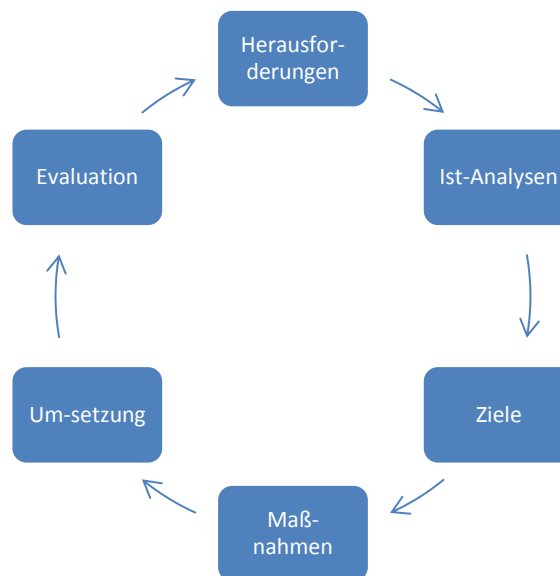 Herausfor-
derungen
Ist-Analysen
Ziele
Maß-
nahmen
Um-setzung
Evaluation